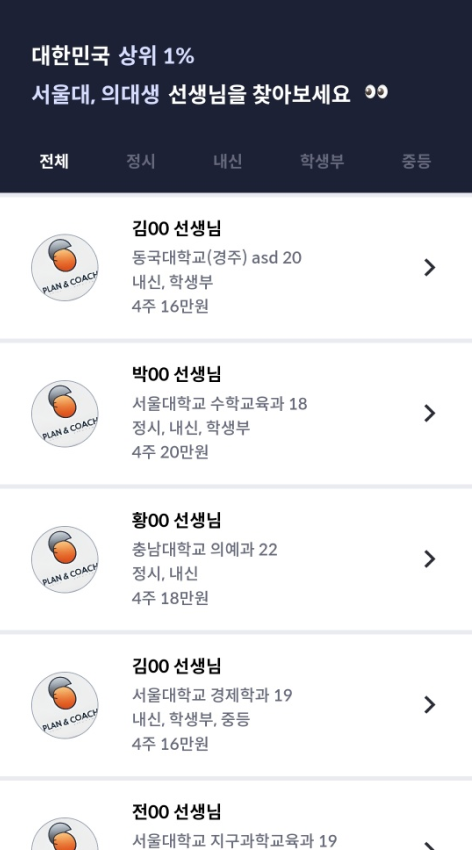 대한민국 상위 1%
서울대, 의대생 선생님을 찾아보세요 👀
전체 정시 내신 학생부 중등
김00 선생님
동국대학교(경주) asd 20
내신, 학생부
4주 16만원
PLAN & COACH
박00 선생님
서울대학교 수학교육과 18
정시, 내신, 학생부
4주 20만원
PLAN & COACH
황00 선생님
충남대학교 의예과 22
정시, 내신
4주 18만원
PLAN & COACH
김00 선생님
서울대학교 경제학과 19
내신, 학생부, 중등
4주 16만원
PLAN & COACH
전00 선생님
서울대학교 지구과학교육과 19